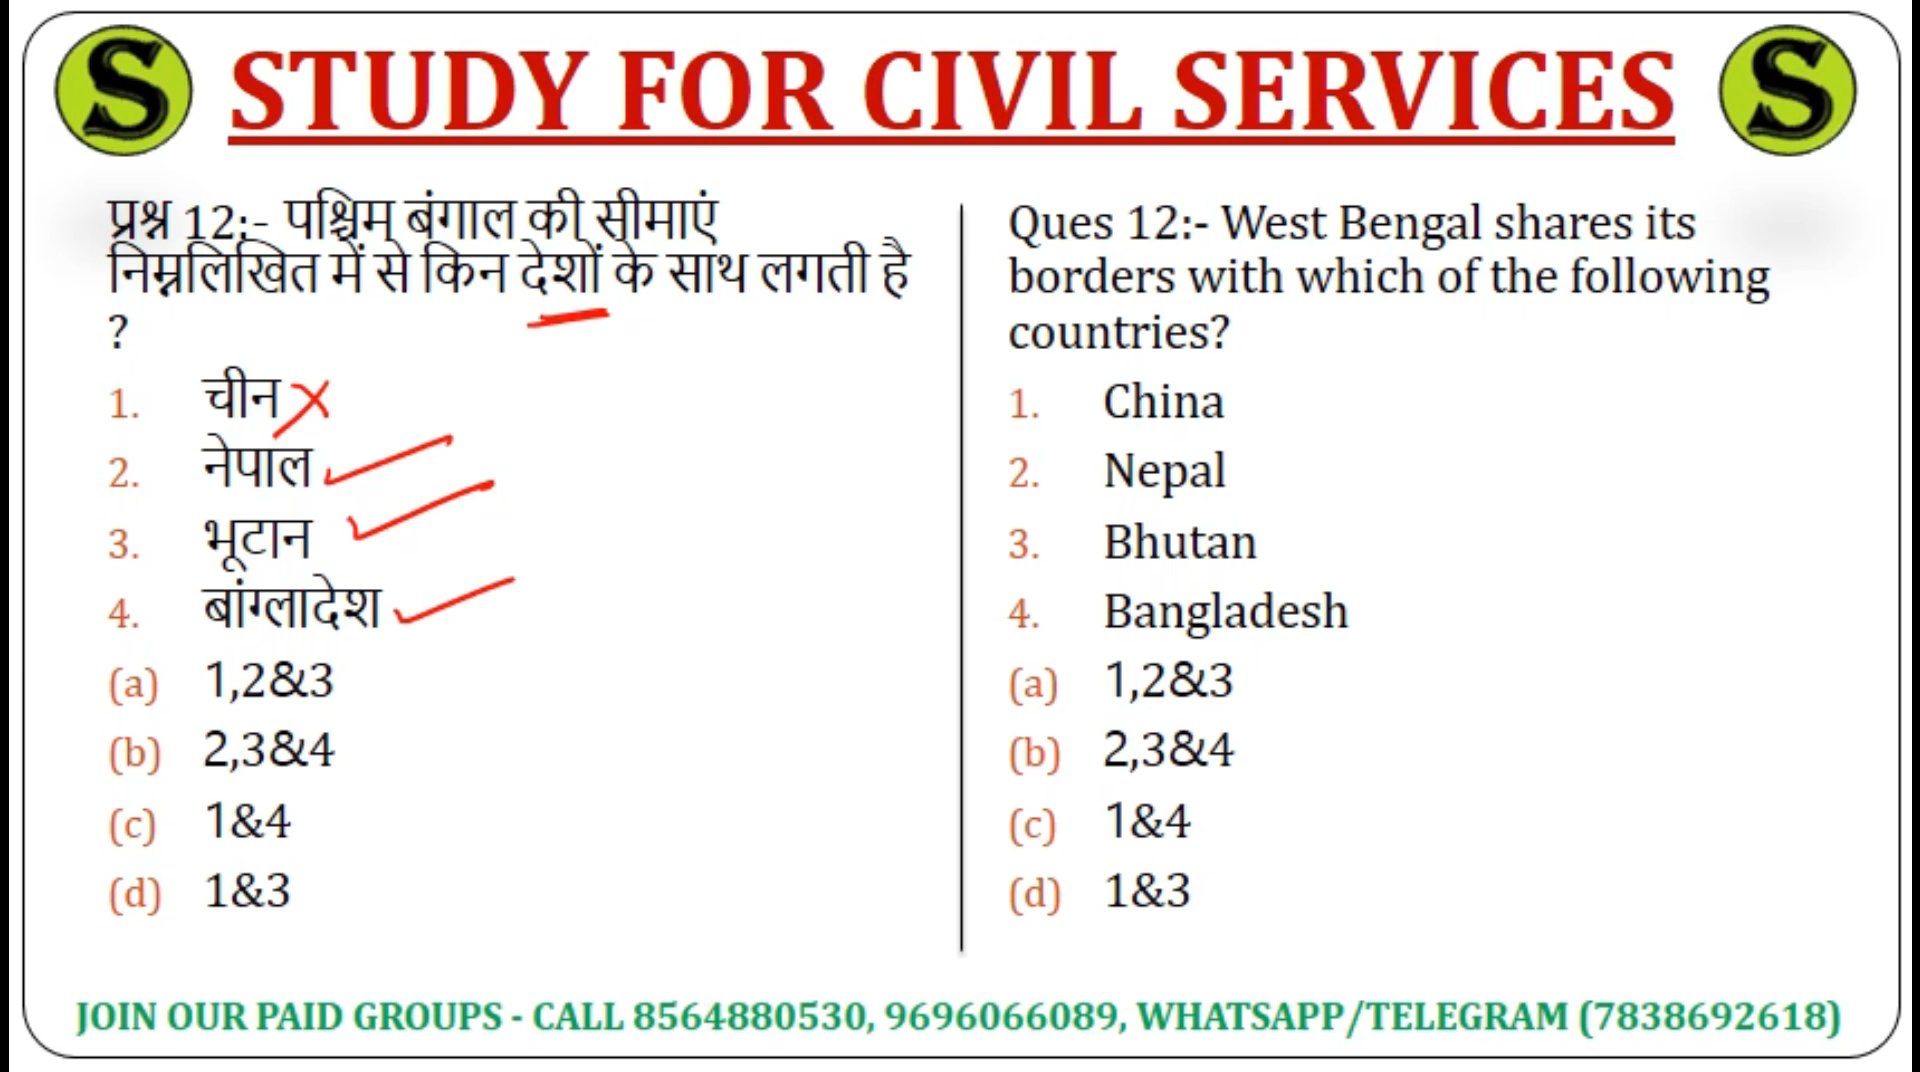 S STUDY FOR CIVIL SERVICES S
प्रश्न 12:- पश्चिम बंगाल की सीमाएं
निम्नलिखित में से किन देशों के साथ लगती है
?
1. चीन
2. नेपाल
3. भूटान
4. बांग्लादेश
(a) 1,2&3
(b) 2,3&4
(c) 1&4
(d) 1&3
Ques 12:- West Bengal shares its
borders with which of the following
countries?
1. China
2. Nepal
3. Bhutan
4. Bangladesh
(a) 1,2&3
(b) 2,3&4
(c) 1&4
(d) 1&3
JOIN OUR PAID GROUPS - CALL 8564880530, 9696066089, WHATSAPP/TELEGRAM (7838692618)